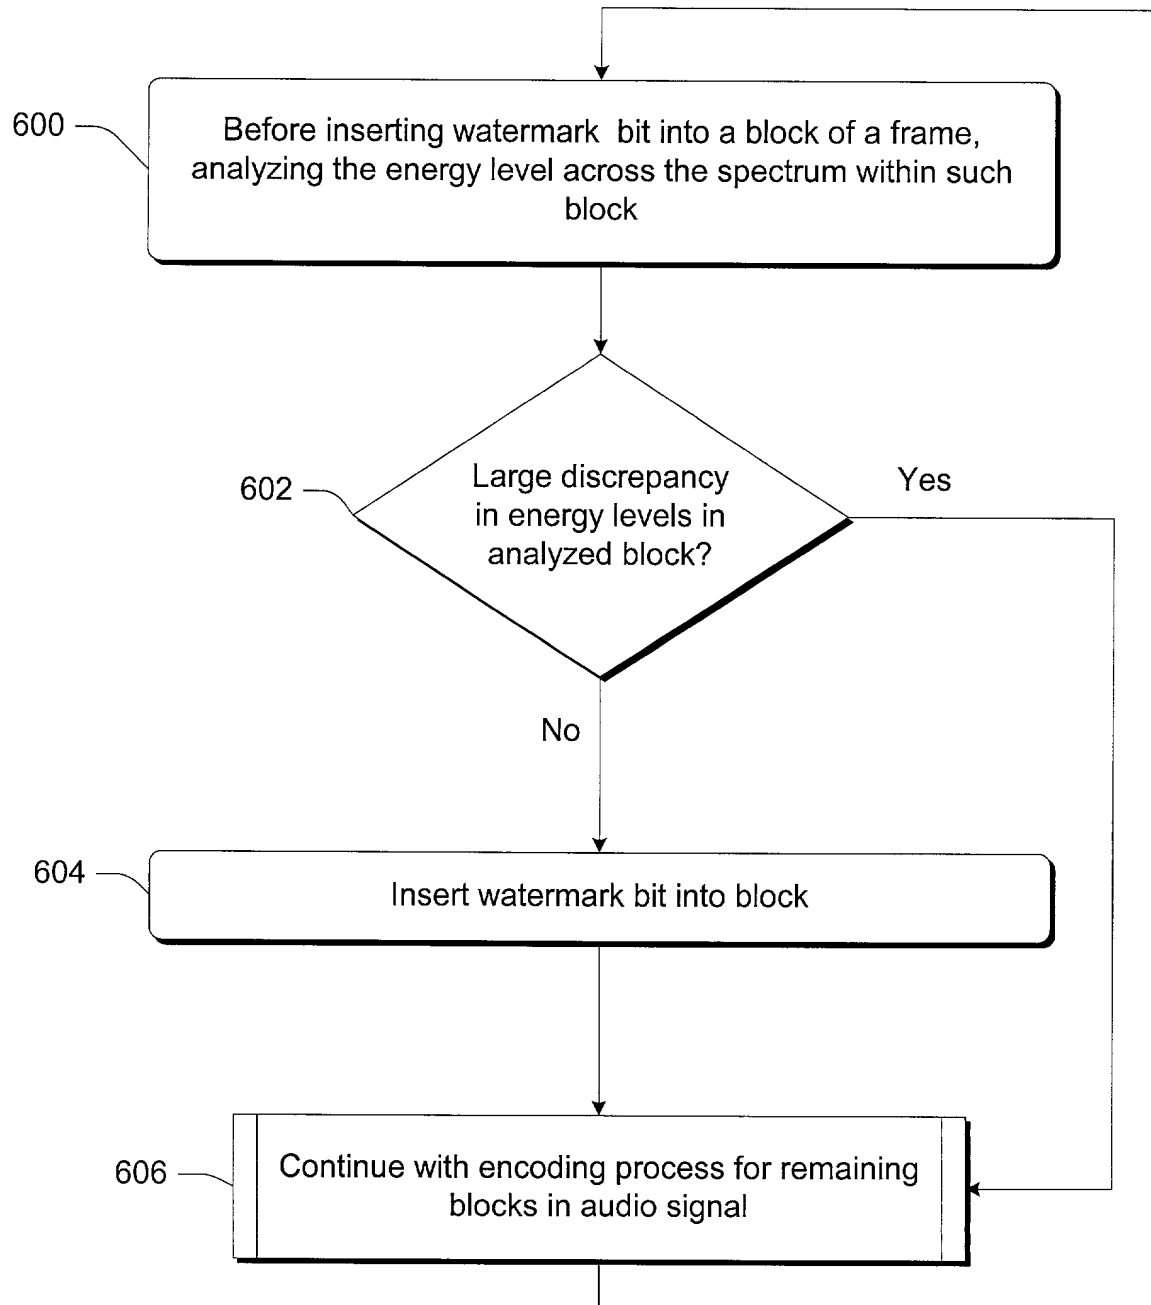 600
Before inserting watermark bit into a block of a frame,
analyzing the energy level across the spectrum within such
block
602
Large discrepancy
in energy levels in
analyzed block?
Yes
No
604
Insert watermark bit into block
606
Continue with encoding process for remaining
blocks in audio signal